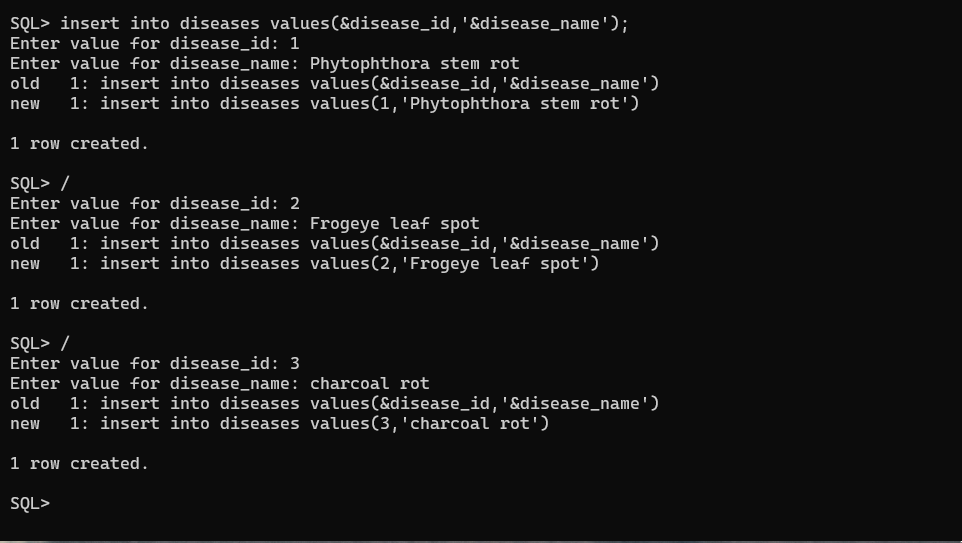 SQL> insert into diseases values(&disease_id,'&disease_name');
Enter value for disease_id: 1
Enter value for disease_name: Phytophthora stem rot
old   1: insert into diseases values(&disease_id,'&disease_name')
new   1: insert into diseases values(1,'Phytophthora stem rot')
1 row created.
SQL> /
Enter value for disease_id: 2
Enter value for disease_name: Frogeye leaf spot
old   1: insert into diseases values(&disease_id,'&disease_name')
new   1: insert into diseases values(2,'Frogeye leaf spot')
1 row created.
SQL> /
Enter value for disease_id: 3
Enter value for disease_name: charcoal rot
old   1: insert into diseases values(&disease_id,'&disease_name')
new   1: insert into diseases values(3,'charcoal rot')
1 row created.
SQL>